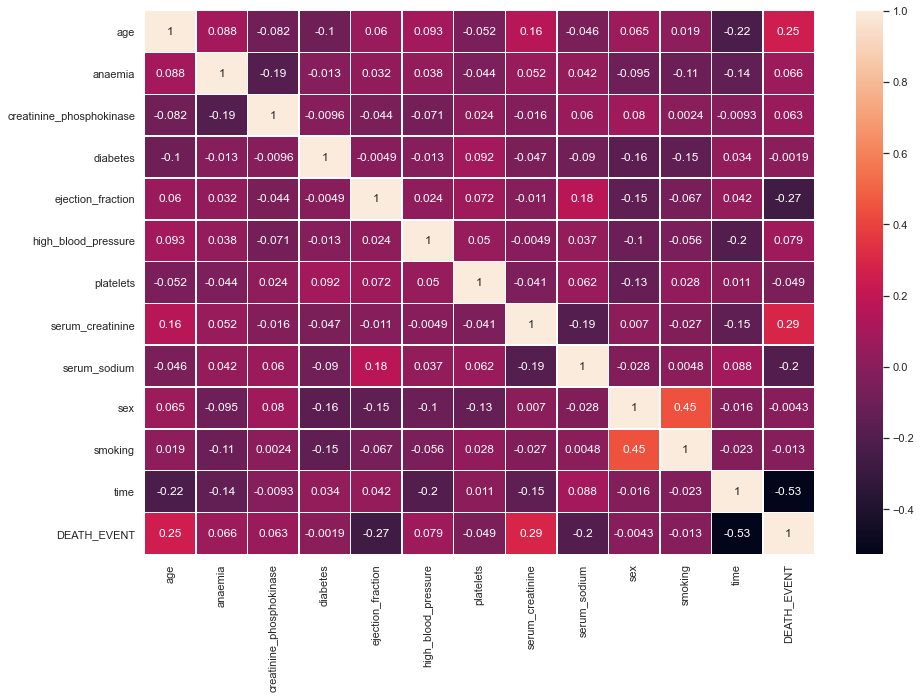 age 1 0.088 -0.082 -0.1 0.06 0.093 -0.052 0.16 -0.046 0.065 0.019 -0.22 0.25
anaemia 0.088 1 -0.19 -0.013 0.032 0.038 -0.044 0.052 0.042 -0.095 -0.11 -0.14 0.066
creatinine_phosphokinase -0.082 -0.19 1 -0.0096 -0.044 -0.071 0.024 -0.016 0.06 0.08 0.0024 -0.0093 0.063
diabetes -0.1 -0.013 -0.0096 1 -0.0049 -0.013 0.092 -0.047 -0.09 -0.16 -0.15 0.034 -0.0019
ejection_fraction 0.06 0.032 -0.044 -0.0049 1 0.024 0.072 -0.011 0.18 -0.15 -0.067 0.042 -0.27
high_blood_pressure 0.093 0.038 -0.071 -0.013 0.024 1 0.05 -0.0049 0.037 -0.1 -0.056 -0.2 0.079
platelets -0.052 -0.044 0.024 0.092 0.072 0.05 1 -0.041 0.062 -0.13 0.028 0.011 -0.049
serum_creatinine 0.16 0.052 -0.016 -0.047 -0.011 -0.0049 -0.041 1 -0.19 0.007 -0.027 -0.15 0.29
serum_sodium -0.046 0.042 0.06 -0.09 0.18 0.037 0.062 -0.19 1 -0.028 0.0048 0.088 -0.2
sex 0.065 -0.095 0.08 -0.16 -0.15 -0.1 -0.13 0.007 -0.028 1 0.45 -0.016 -0.0043
smoking 0.019 -0.11 0.0024 -0.15 -0.067 -0.056 0.028 -0.027 0.0048 0.45 1 -0.023 -0.013
time -0.22 -0.14 -0.0093 0.034 0.042 -0.2 0.011 -0.15 0.088 -0.016 -0.023 1 -0.53
DEATH_EVENT 0.25 0.066 0.063 -0.0019 -0.27 0.079 -0.049 0.29 -0.2 -0.0043 -0.013 -0.53 1
age
anaemia
creatinine_phosphokinase
diabetes
ejection_fraction
high_blood_pressure
platelets
serum_creatinine
serum_sodium
sex
smoking
time
DEATH_EVENT
1.0
0.8
0.6
0.4
0.2
0.0
−0.2
−0.4